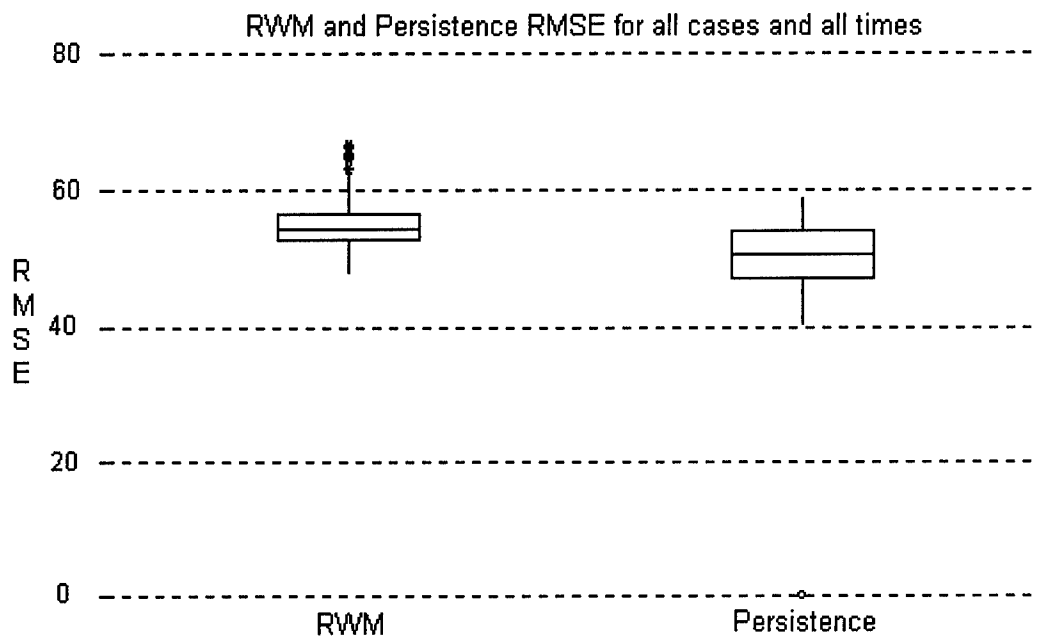 RWM and Persistence RMSE for all cases and all times
80
60
R
M
S
E
40
20
0
RWM
Persistence